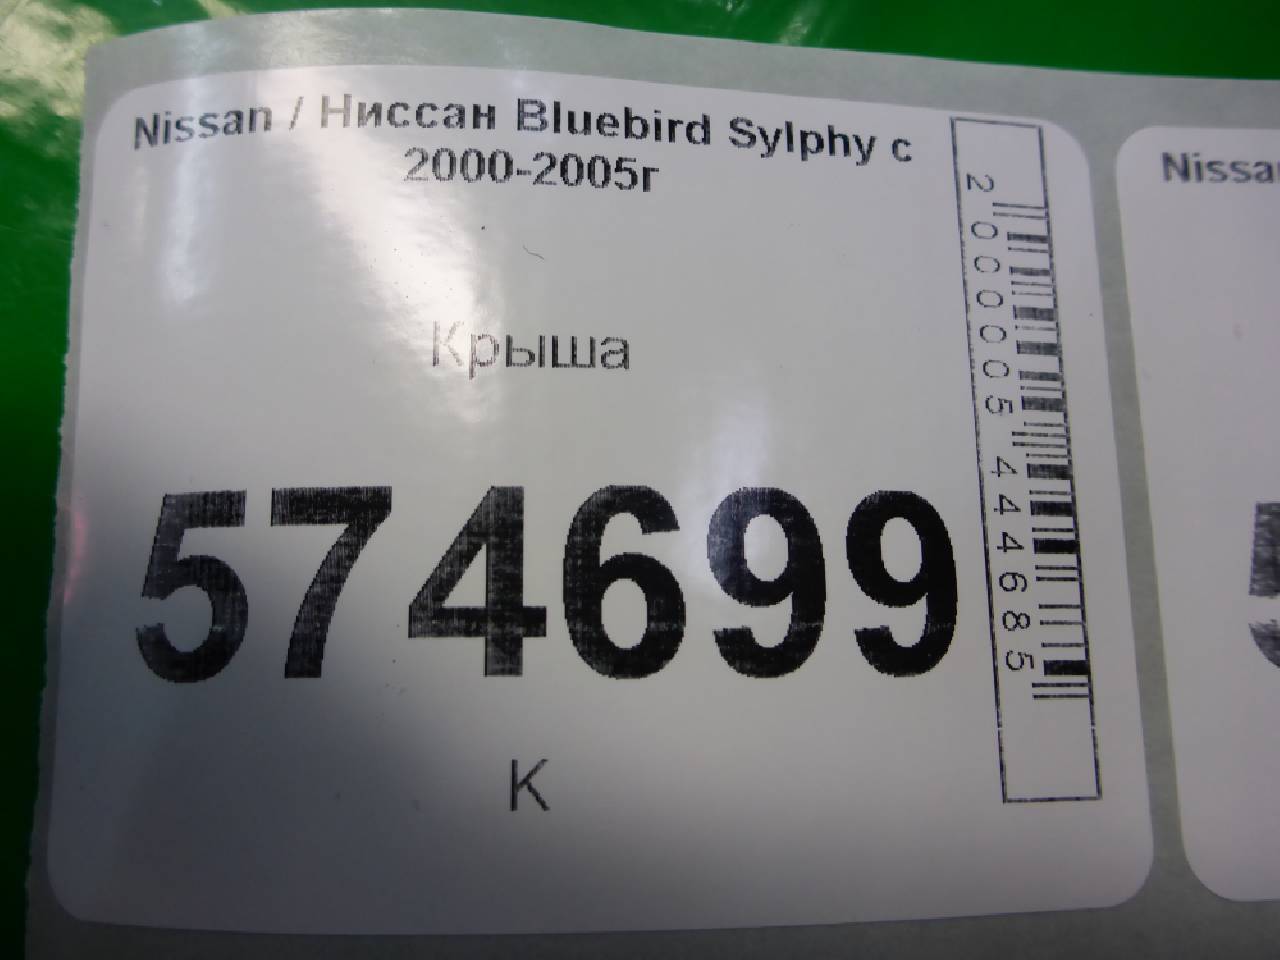 Nissan / Ниссан Bluebird Sylphy с
2000-2005г
Крыша
574699
К
2000005444685
Nissa